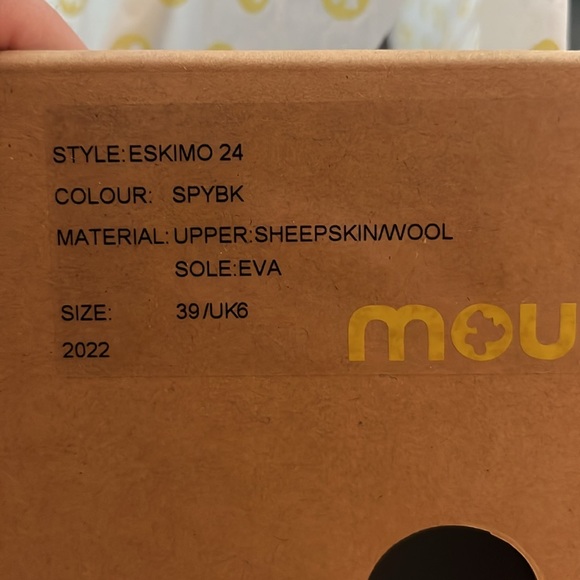 STYLE:ESKIMO 24
COLOUR: SPYBK
MATERIAL: UPPER:SHEEPSKIN/WOOL
SOLE:EVA
SIZE: 39/UK6
2022
mou